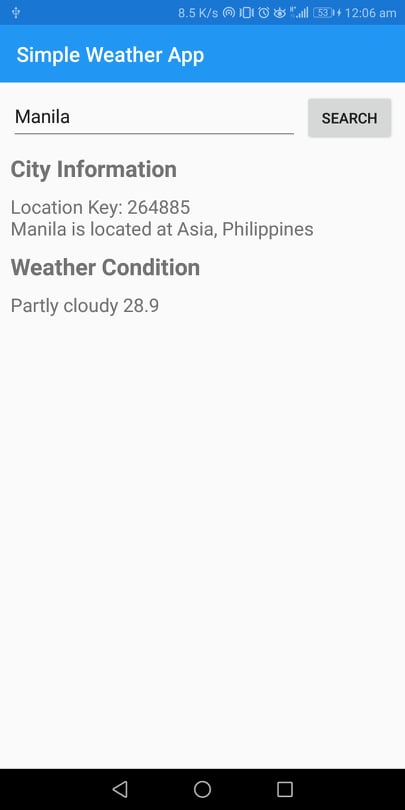 8.5 K/s 53 12:06 am
Simple Weather App
Manila
SEARCH
City Information
Location Key: 264885
Manila is located at Asia, Philippines
Weather Condition
Partly cloudy 28.9